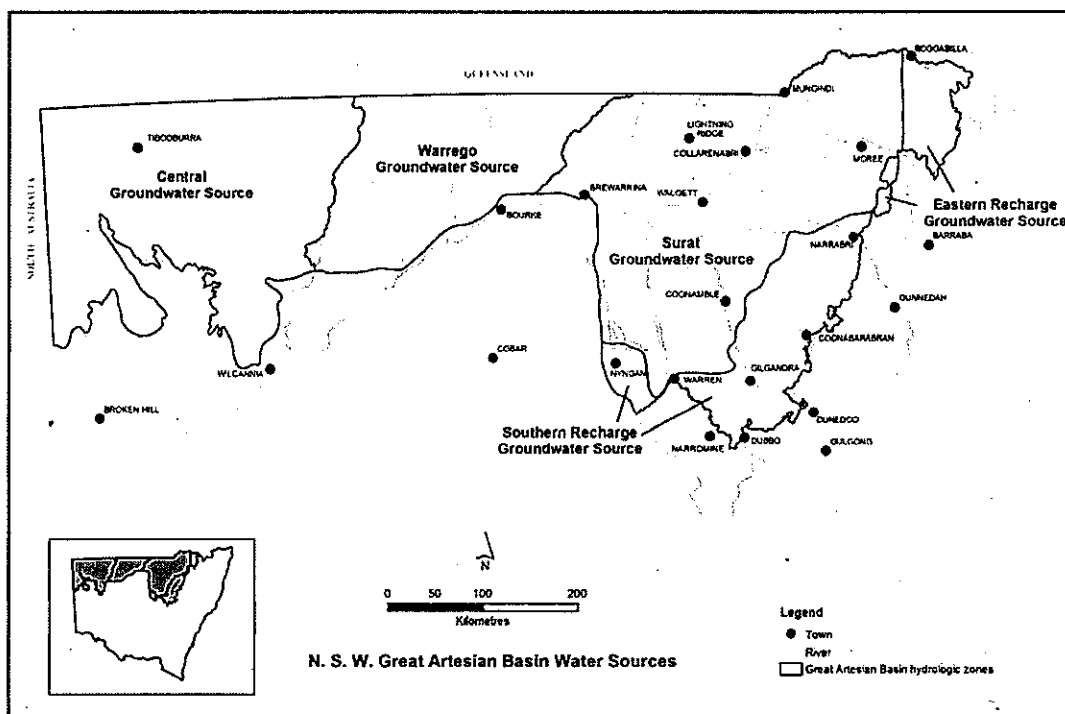 QUEENSLAND
BOGGABILLA
MUNGINDI
TIBOOBURRA
LIGHTNING
RIDGE
COLLARENABRI
MOREE
Warrego
Groundwater Source
Central
Groundwater Source
SOUTH AUSTRALIA
BREWARRINA
WALGETT
BOURKE
Eastern Recharge
Groundwater Source
Surat
Groundwater Source
NARRABRI
BARRABA
COONAMBLE
GUNNEDAH
COONABARABRAN
COBAR
NYNGAN
WILCANNIA
WARREN
GILGANDRA
BROKEN HILL
DUNEDOO
Southern Recharge
Groundwater Source
NARROMINE
DUBBO
GULGONG
N
0 50 100 200
Kilometres
N. S. W. Great Artesian Basin Water Sources
Legend
Town
River
Great Artesian Basin hydrologic zones